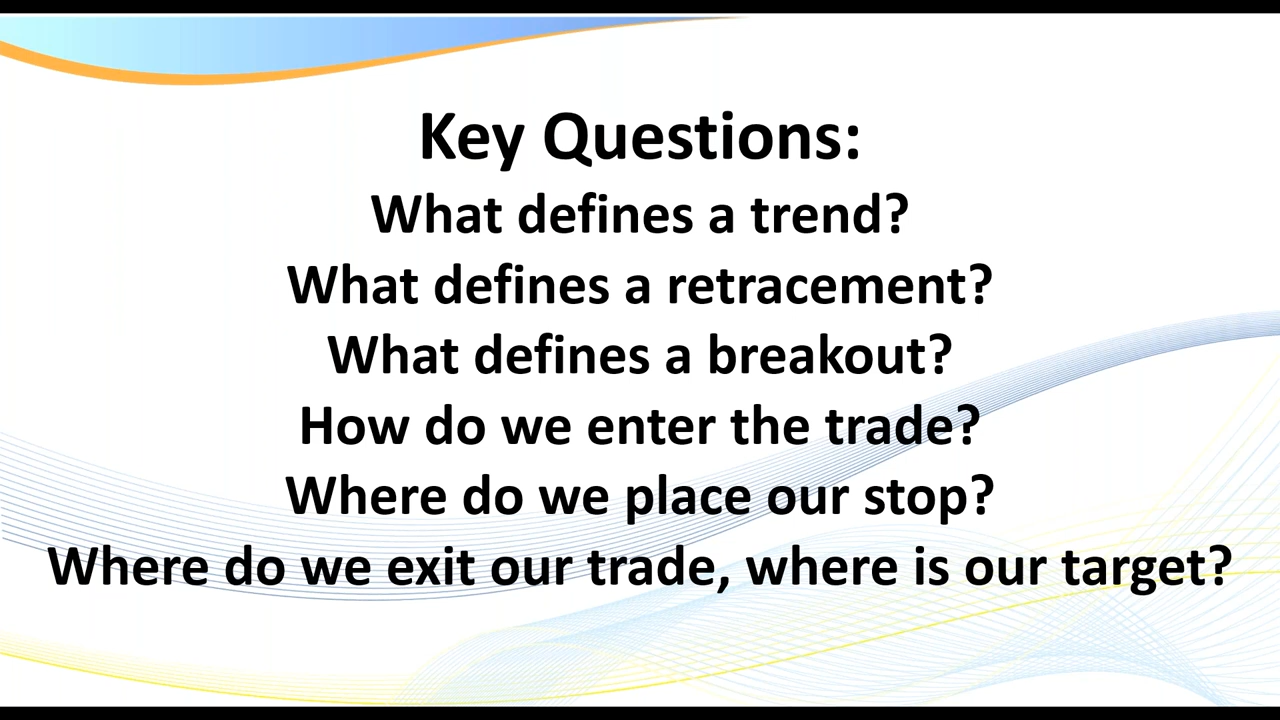 Key Questions:
What defines a trend?
What defines a retracement?
What defines a breakout?
How do we enter the trade?
Where do we place our stop?
Where do we exit our trade, where is our target?